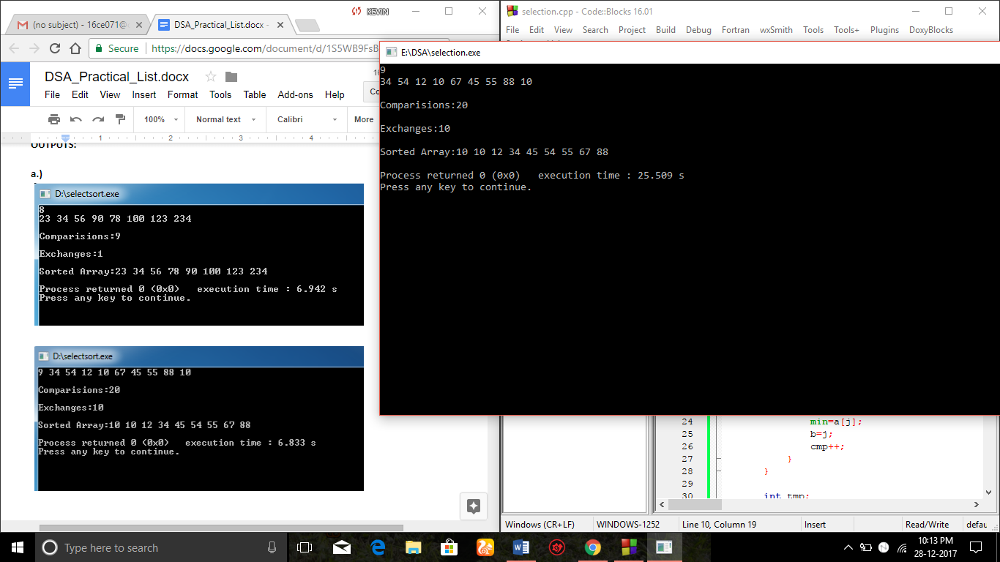 KEVIN
(no subject) - 16ce071@
DSA_Practical_List.docx -
Secure
https://docs.google.com/document/d/1S5WB9FsB
DSA_Practical_List.docx
File Edit View Insert Format Tools Table Add-ons Help
100% Normal text Calibri More
1 2 3 4
OUTPUTS:
a.)
D:\selectsort.exe
8
23 34 56 90 78 100 123 234
Comparisions:9
Exchanges:1
Sorted Array:23 34 56 78 90 100 123 234
Process returned 0 (0x0) execution time : 6.942 s
Press any key to continue.
D:\selectsort.exe
9 34 54 12 10 67 45 55 88 10
Comparisions:20
Exchanges:10
Sorted Array:10 10 12 34 45 54 55 67 88
Process returned 0 (0x0) execution time : 6.833 s
Press any key to continue.
selection.cpp - Code::Blocks 16.01
File Edit View Search Project Build Debug Fortran wxSmith Tools Tools+ Plugins DoxyBlocks
E:\DSA\selection.exe
9
34 54 12 10 67 45 55 88 10
Comparisions:20
Exchanges:10
Sorted Array:10 10 12 34 45 54 55 67 88
Process returned 0 (0x0) execution time : 25.509 s
Press any key to continue.
24 min=a[j];
25 b=j;
26 cmp++;
27 }
28 }
29
30 int tmp;
Windows (CR+LF) WINDOWS-1252 Line 10, Column 19 Insert Read/Write defau
Type here to search
10:13 PM
28-12-2017